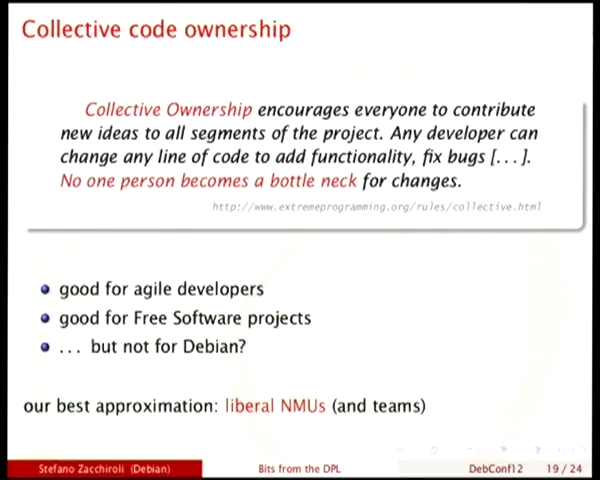 Collective code ownership
Collective Ownership encourages everyone to contribute
new ideas to all segments of the project. Any developer can
change any line of code to add functionality, fix bugs [...].
No one person becomes a bottle neck for changes.
http://www.extremeprogramming.org/rules/collective.html
good for agile developers
good for Free Software projects
... but not for Debian?
our best approximation: liberal NMUs (and teams)
Stefano Zacchiroli (Debian)
Bits from the DPL
DebConf12
19 / 24